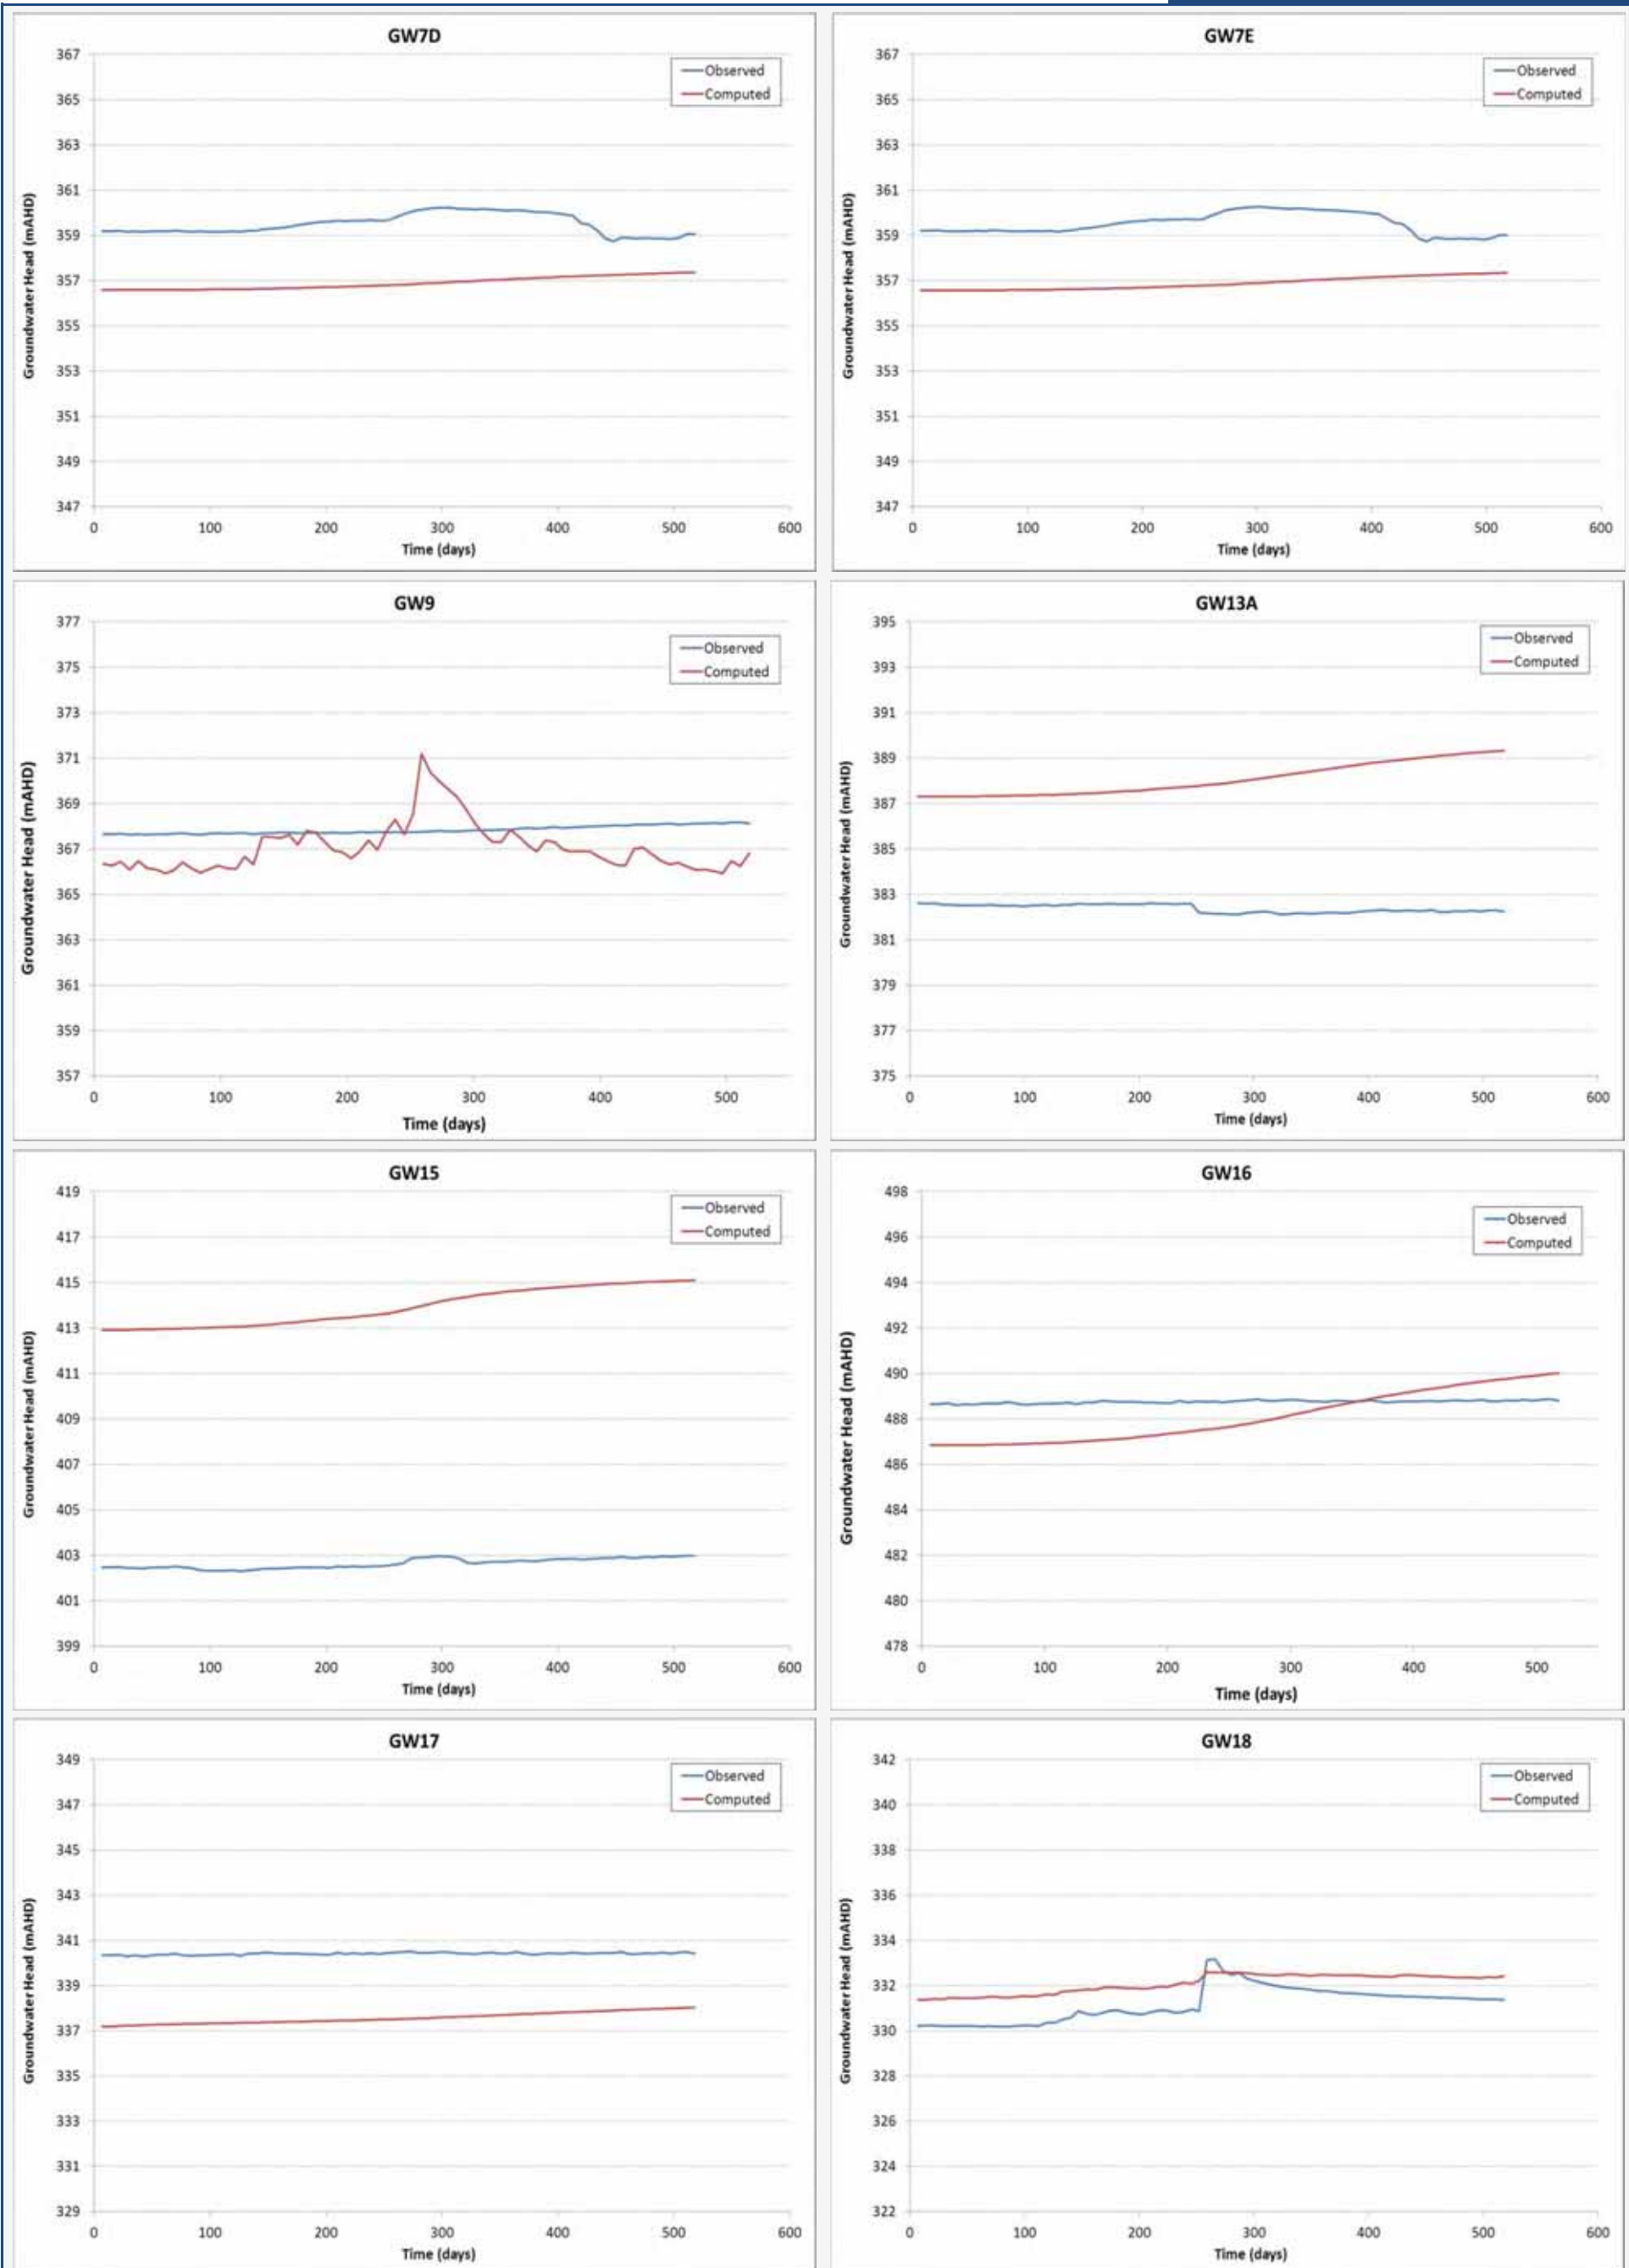 GW7D
Observed
Computed
Groundwater Head (mAHD)
367
365
363
361
359
357
355
353
351
349
347
0 100 200 300 400 500 600
Time (days)
GW7E
Observed
Computed
Groundwater Head (mAHD)
367
365
363
361
359
357
355
353
351
349
347
0 100 200 300 400 500 600
Time (days)
GW9
Observed
Computed
Groundwater Head (mAHD)
377
375
373
371
369
367
365
363
361
359
357
0 100 200 300 400 500
Time (days)
GW13A
Observed
Computed
Groundwater Head (mAHD)
395
393
391
389
387
385
383
381
379
377
375
0 100 200 300 400 500 600
Time (days)
GW15
Observed
Computed
Groundwater Head (mAHD)
419
417
415
413
411
409
407
405
403
401
399
0 100 200 300 400 500 600
Time (days)
GW16
Observed
Computed
Groundwater Head (mAHD)
498
496
494
492
490
488
486
484
482
480
478
0 100 200 300 400 500
Time (days)
GW17
Observed
Computed
Groundwater Head (mAHD)
349
347
345
343
341
339
337
335
333
331
329
0 100 200 300 400 500 600
Time (days)
GW18
Observed
Computed
Groundwater Head (mAHD)
342
340
338
336
334
332
330
328
326
324
322
0 100 200 300 400 500 600
Time (days)